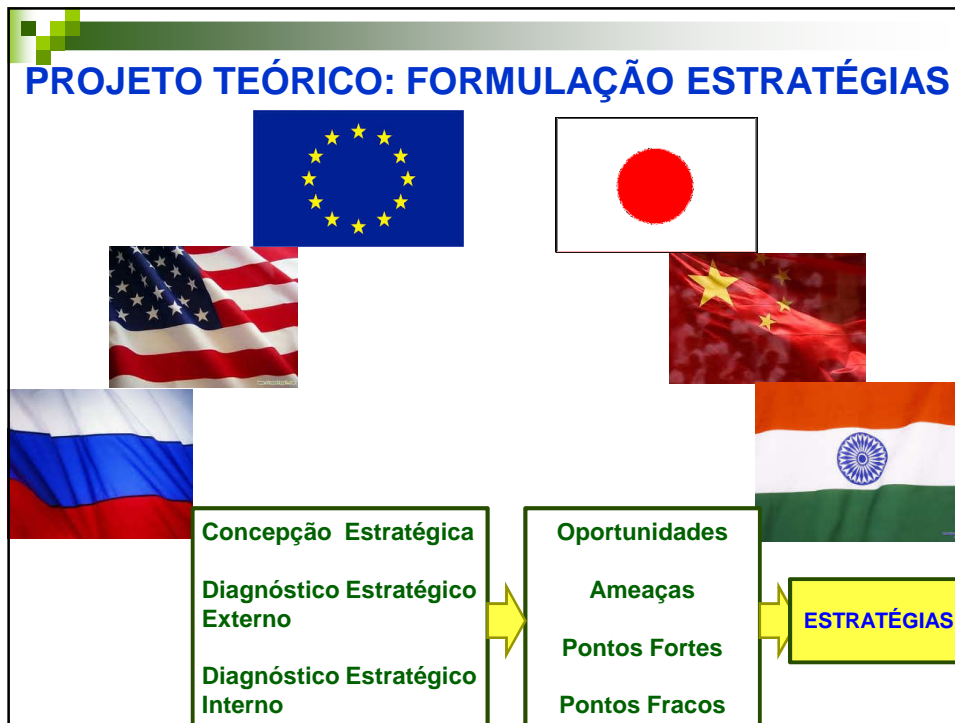 PROJETO TEÓRICO: FORMULAÇÃO ESTRATÉGIAS
Concepção Estratégica
Diagnóstico Estratégico
Externo
Diagnóstico Estratégico
Interno
Oportunidades
Ameaças
Pontos Fortes
Pontos Fracos
ESTRATÉGIAS